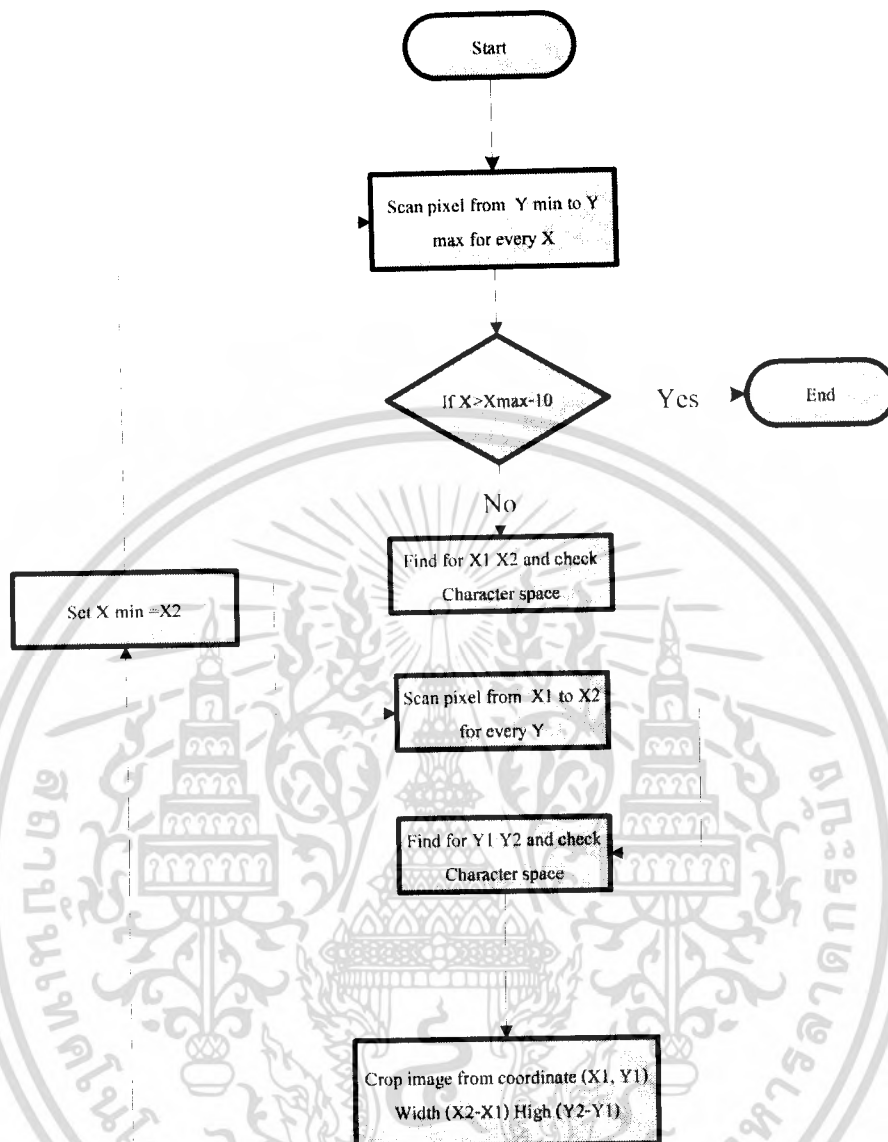 Start
Scan pixel from Y min to Y
max for every X
If X>Xmax-10
Yes
End
No
Find for X1 X2 and check
Character space
Set X min =X2
Scan pixel from X1 to X2
for every Y
Find for Y1 Y2 and check
Character space
Crop image from coordinate (X1, Y1)
Width (X2-X1) High (Y2-Y1)